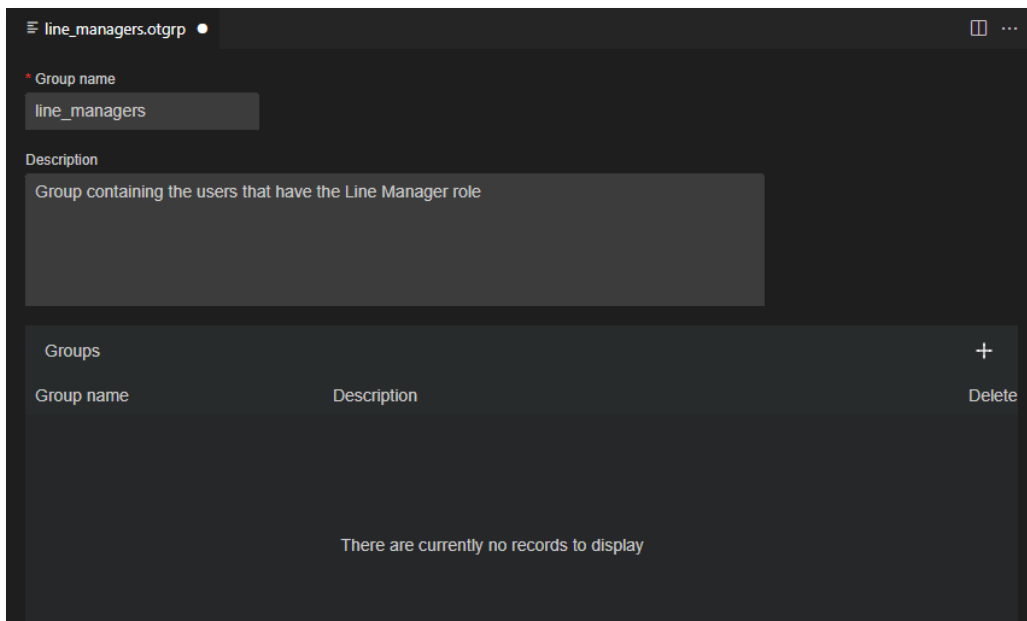 line_managers.otgrp
* Group name
line_managers
Description
Group containing the users that have the Line Manager role
Groups
Group name Description Delete
There are currently no records to display